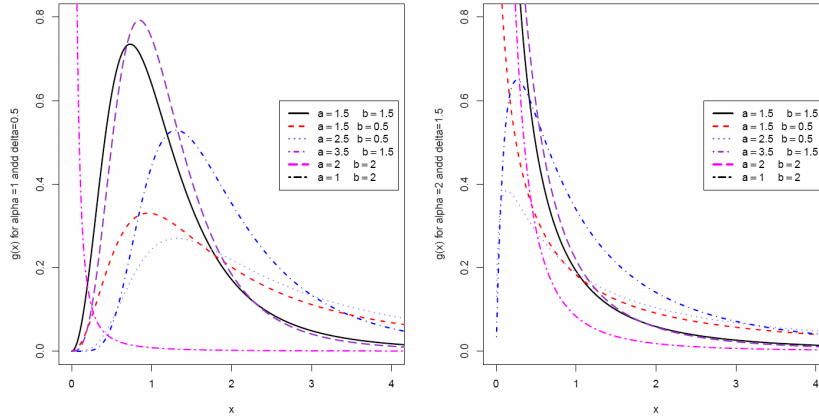 g(x) for alpha =1 andd delta=0.5
0.8
0.6
0.4
0.2
0.0
a = 1.5 b = 1.5
a = 1.5 b = 0.5
a = 2.5 b = 0.5
a = 3.5 b = 1.5
a = 2 b = 2
a = 1 b = 2
0 1 2 3 4
x
g(x) for alpha =2 andd delta=1.5
0.8
0.6
0.4
0.2
0.0
a = 1.5 b = 1.5
a = 1.5 b = 0.5
a = 2.5 b = 0.5
a = 3.5 b = 1.5
a = 2 b = 2
a = 1 b = 2
0 1 2 3 4
x